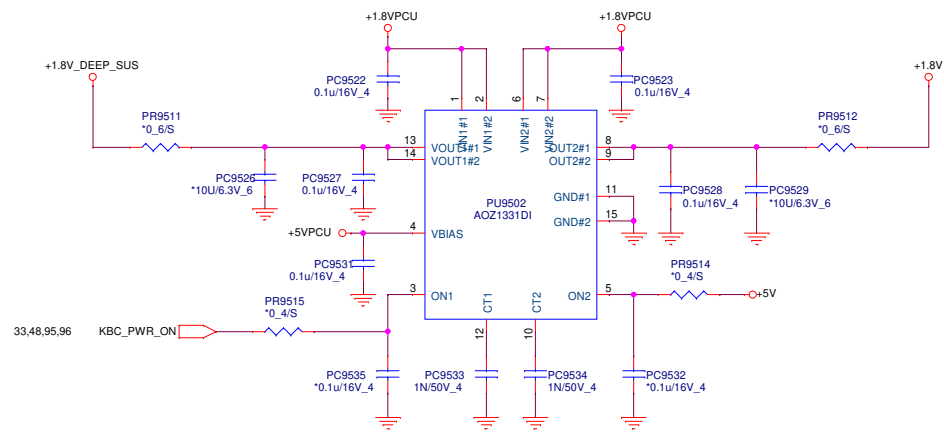 +1.8VPCU
+1.8VPCU
+1.8V_DEEP_SUS
+1.8V
PC9522
0.1u/16V_4
PC9523
0.1u/16V_4
1
2
6
7
VIN1#1
VIN1#2
VIN2#1
VIN2#2
PR9511
*0_6/S
PR9512
*0_6/S
13
VOUT1#1
8
OUT2#1
14
VOUT1#2
9
OUT2#2
PC9526
*10U/6.3V_6
PC9527
0.1u/16V_4
PC9528
0.1u/16V_4
PC9529
*10U/6.3V_6
PU9502
AOZ1331DI
GND#1
11
GND#2
15
+5VPCU
4
VBIAS
PC9531
0.1u/16V_4
3
ON1
CT1
CT2
ON2
5
PR9514
*0_4/S
+5V
PR9515
*0_4/S
33,48,95,96
KBC_PWR_ON
12
10
PC9535
*0.1u/16V_4
PC9533
1N/50V_4
PC9534
1N/50V_4
PC9532
*0.1u/16V_4